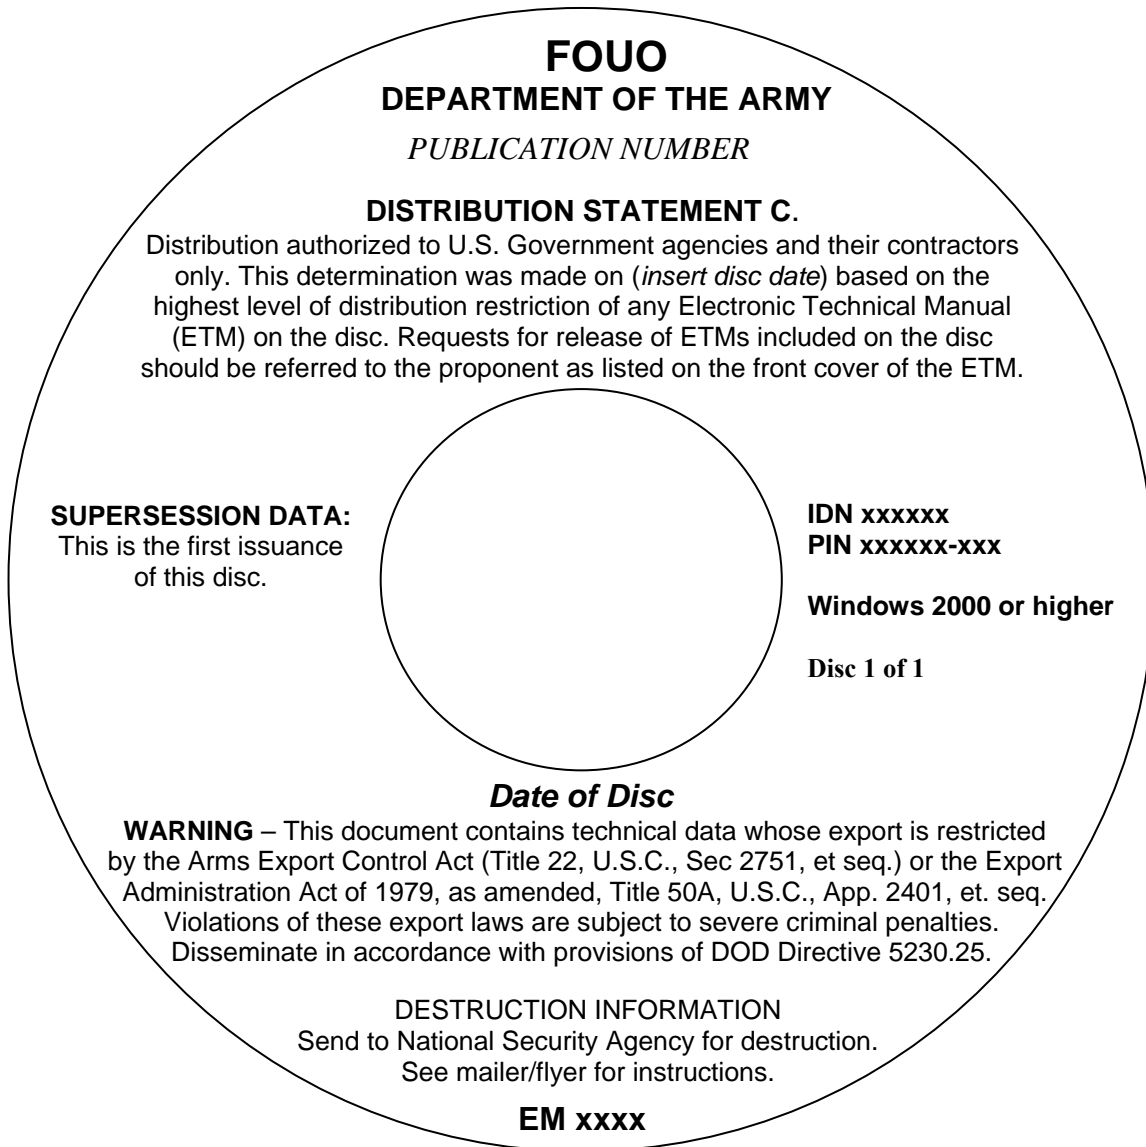 FOUO
DEPARTMENT OF THE ARMY
PUBLICATION NUMBER
DISTRIBUTION STATEMENT C.
Distribution authorized to U.S. Government agencies and their contractors
only. This determination was made on (insert disc date) based on the
highest level of distribution restriction of any Electronic Technical Manual
(ETM) on the disc. Requests for release of ETMs included on the disc
should be referred to the proponent as listed on the front cover of the ETM.
SUPERSESSION DATA:
This is the first issuance
of this disc.
IDN xxxxxx
PIN xxxxxx-xxx
Windows 2000 or higher
Disc 1 of 1
Date of Disc
WARNING – This document contains technical data whose export is restricted
by the Arms Export Control Act (Title 22, U.S.C., Sec 2751, et seq.) or the Export
Administration Act of 1979, as amended, Title 50A, U.S.C., App. 2401, et. seq.
Violations of these export laws are subject to severe criminal penalties.
Disseminate in accordance with provisions of DOD Directive 5230.25.
DESTRUCTION INFORMATION
Send to National Security Agency for destruction.
See mailer/flyer for instructions.
EM xxxx